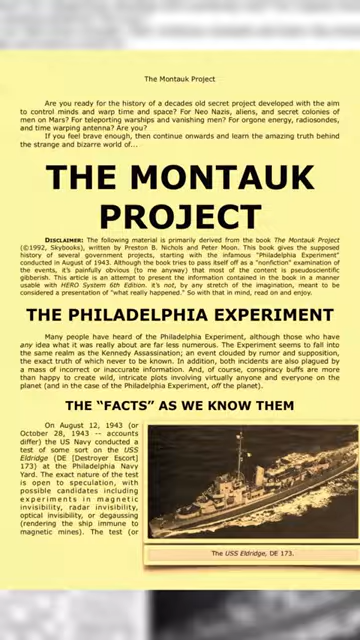 The Montauk Project
Are you ready for the history of a decades old secret project developed with the aim
to control minds and warp time and space? For Neo Nazis, aliens, and secret colonies of
men on Mars? For teleporting warships and vanishing men? For orgone energy, radiosondes,
and time warping antenna? Are you?
If you feel brave enough, then continue onwards and learn the amazing truth behind
the strange and bizarre world of...
THE MONTAUK
PROJECT
DISCLAIMER: The following material is primarily derived from the book The Montauk Project
(©1992, Skybooks), written by Preston B. Nichols and Peter Moon. This book gives the supposed
history of several government projects, starting with the infamous "Philadelphia Experiment"
conducted in August of 1943. Although the book tries to pass itself off as a "nonfiction" examination of
the events, it's painfully obvious (to me anyway) that most of the content is pseudoscientific
gibberish. This article is an attempt to present the information contained in the book in a manner
usable with HERO System 6th Edition. It's not, by any stretch of the imagination, meant to be
considered a presentation of "what really happened." So with that in mind, read on and enjoy.
THE PHILADELPHIA EXPERIMENT
Many people have heard of the Philadelphia Experiment, although those who have
any idea what it was really about are far less numerous. The Experiment seems to fall into
the same realm as the Kennedy Assassination; an event clouded by rumor and supposition,
the exact truth of which never to be known. In addition, both incidents are also plagued by
a mass of incorrect or inaccurate information. And, of course, conspiracy buffs are more
than happy to create wild, intricate plots involving virtually anyone and everyone on the
planet (and in the case of the Philadelphia Experiment, off the planet).
THE "FACTS" AS WE KNOW THEM
On August 12, 1943 (or
October 28, 1943 -- accounts
differ) the US Navy conducted a
test of some sort on the USS
Eldridge (DE [Destroyer Escort]
173) at the Philadelphia Navy
Yard. The exact nature of the test
is open to speculation, with
possible candidates including
experiments in magnetic
invisibility, radar invisibility,
optical invisibility, or degaussing
(rendering the ship immune to
magnetic mines). The test (or
The USS Eldridge, DE 173.